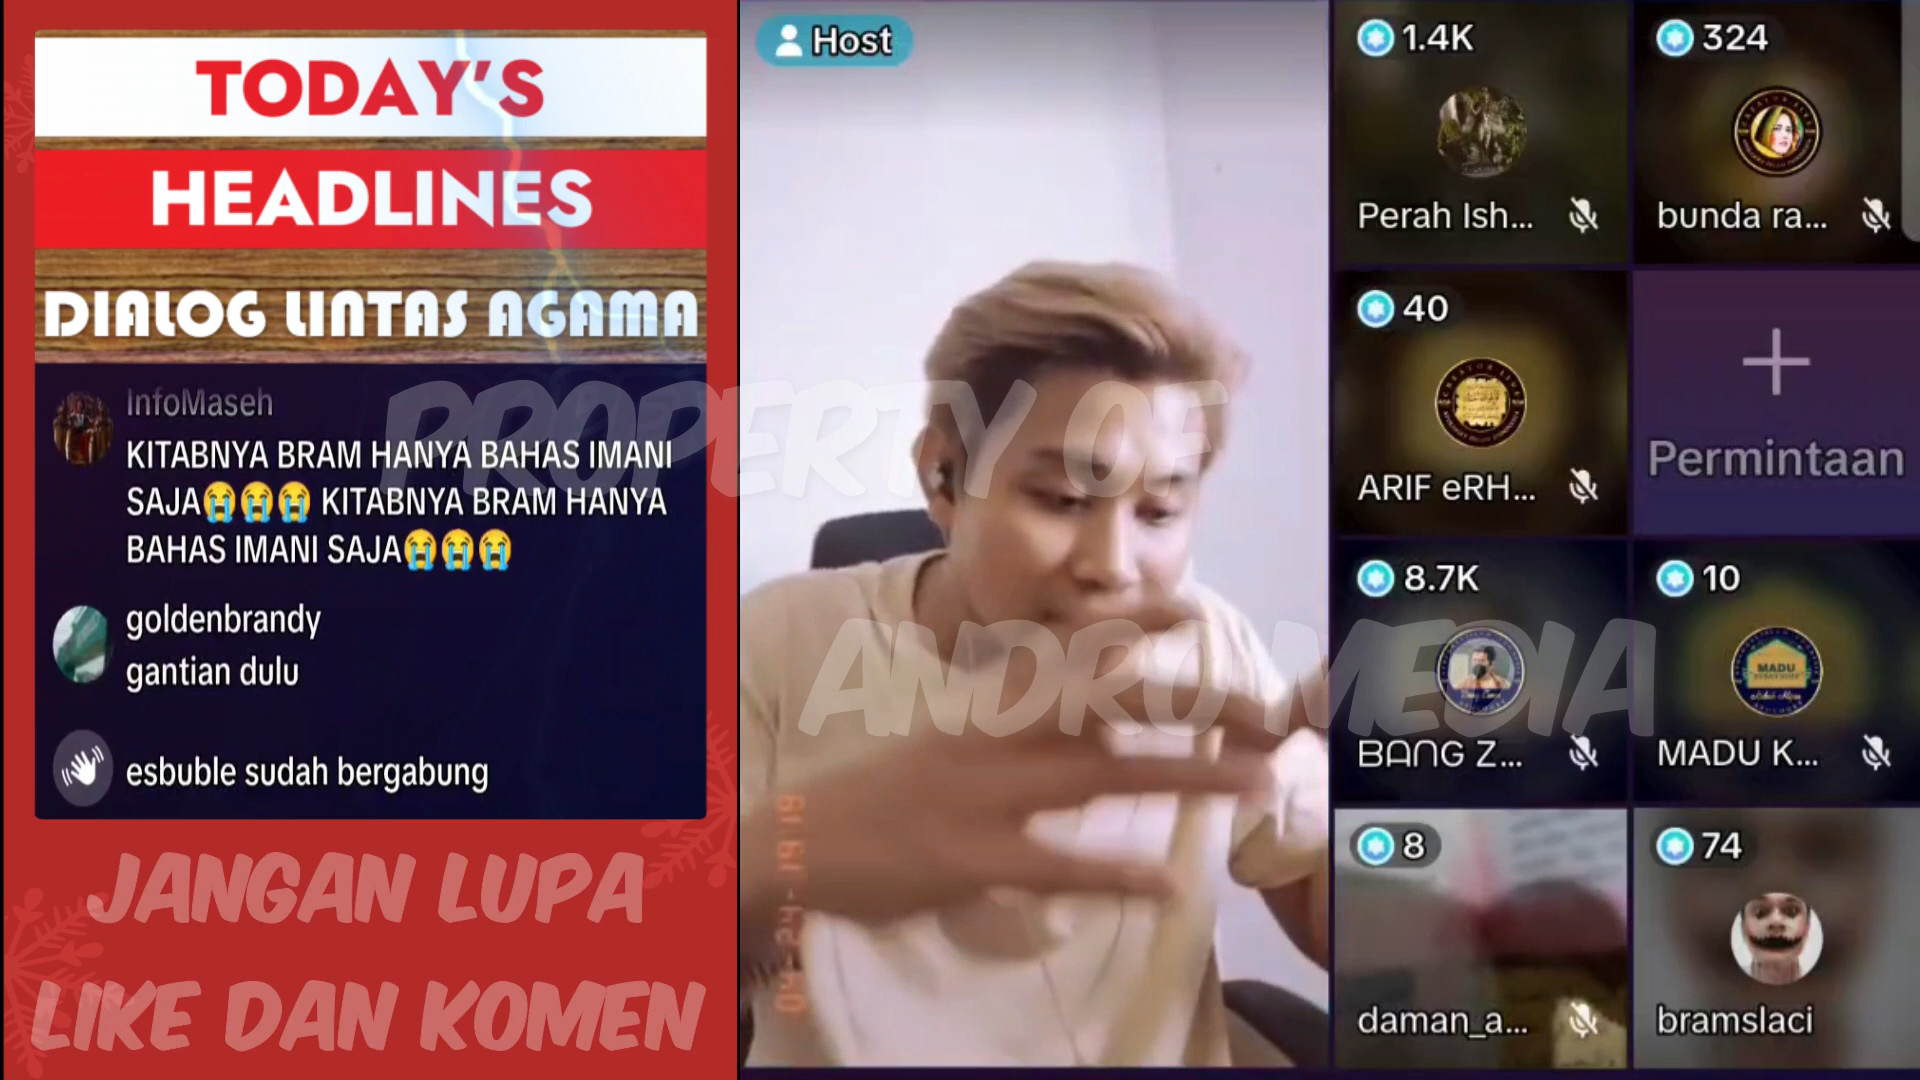 TODAY'S
HEADLINES
DIALOG LINTAS AGAMA
InfoMaseh
KITABNYA BRAM HANYA BAHAS IMANI
SAJA😭😭😭 KITABNYA BRAM HANYA
BAHAS IMANI SAJA😭😭😭
goldenbrandy
gantian dulu
esbuble sudah bergabung
JANGAN LUPA
LIKE DAN KOMEN
PROPERTY OF
ANDRO MEDIA
Host
1.4K
Perah Ish...
324
bunda ra...
40
ARIF eRH...
Permintaan
8.7K
BANG Z...
10
MADU
MADU K...
8
daman_a...
74
bramslaci